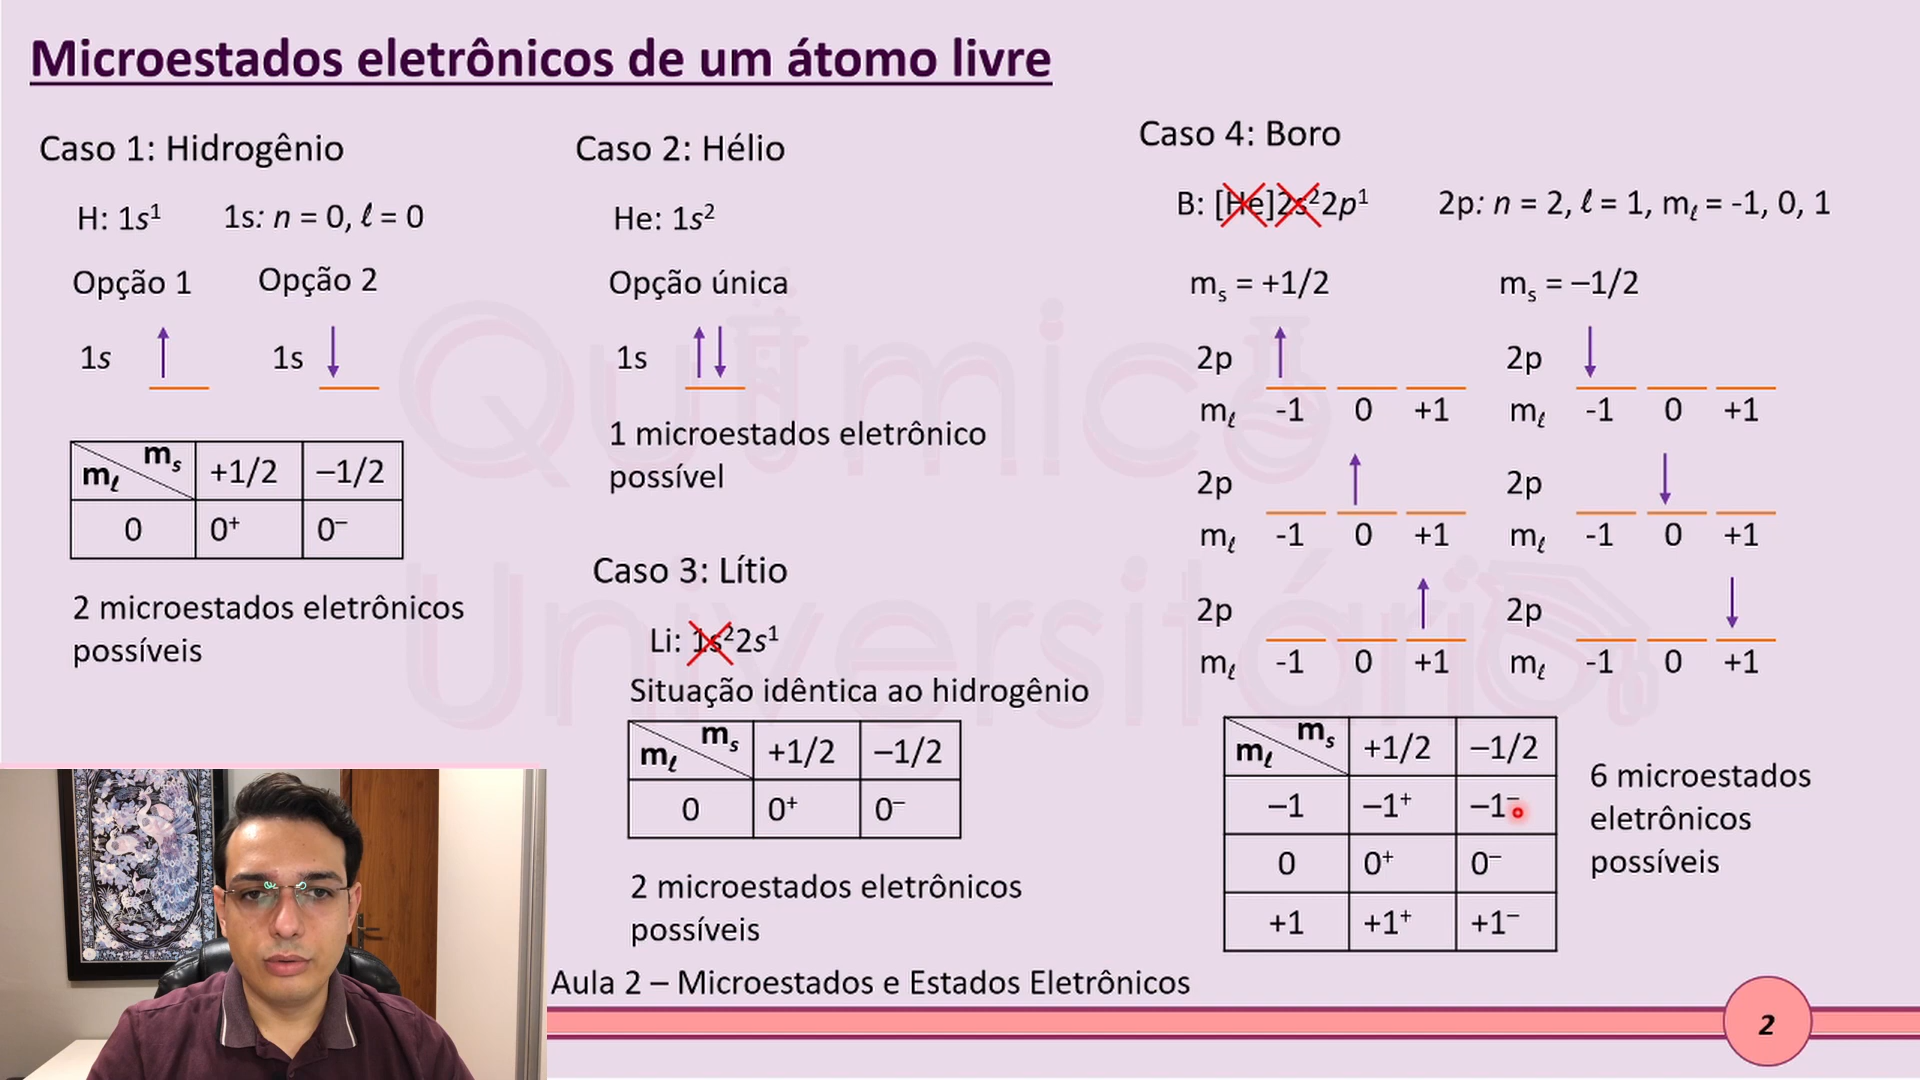 Microestados eletrônicos de um átomo livre
Caso 1: Hidrogênio
H: 1s¹ 1s: n = 0, ℓ = 0
Opção 1 Opção 2
1s 1s
mₛ +1/2 –1/2
mℓ
0 0⁺ 0⁻
2 microestados eletrônicos
possíveis
Caso 2: Hélio
He: 1s²
Opção única
1s
1 microestados eletrônico
possível
Caso 3: Lítio
Li: 1s²2s¹
Situação idêntica ao hidrogênio
mₛ +1/2 –1/2
mℓ
0 0⁺ 0⁻
2 microestados eletrônicos
possíveis
Caso 4: Boro
B: [He]2s²2p¹ 2p: n = 2, ℓ = 1, mℓ = -1, 0, 1
mₛ = +1/2 mₛ = –1/2
2p 2p
mℓ -1 0 +1 mℓ -1 0 +1
2p 2p
mℓ -1 0 +1 mℓ -1 0 +1
2p 2p
mℓ -1 0 +1 mℓ -1 0 +1
mₛ +1/2 –1/2
mℓ
–1 –1⁺ –1⁻
0 0⁺ 0⁻
+1 +1⁺ +1⁻
6 microestados
eletrônicos
possíveis
Químico
Universitário
Aula 2 – Microestados e Estados Eletrônicos
2